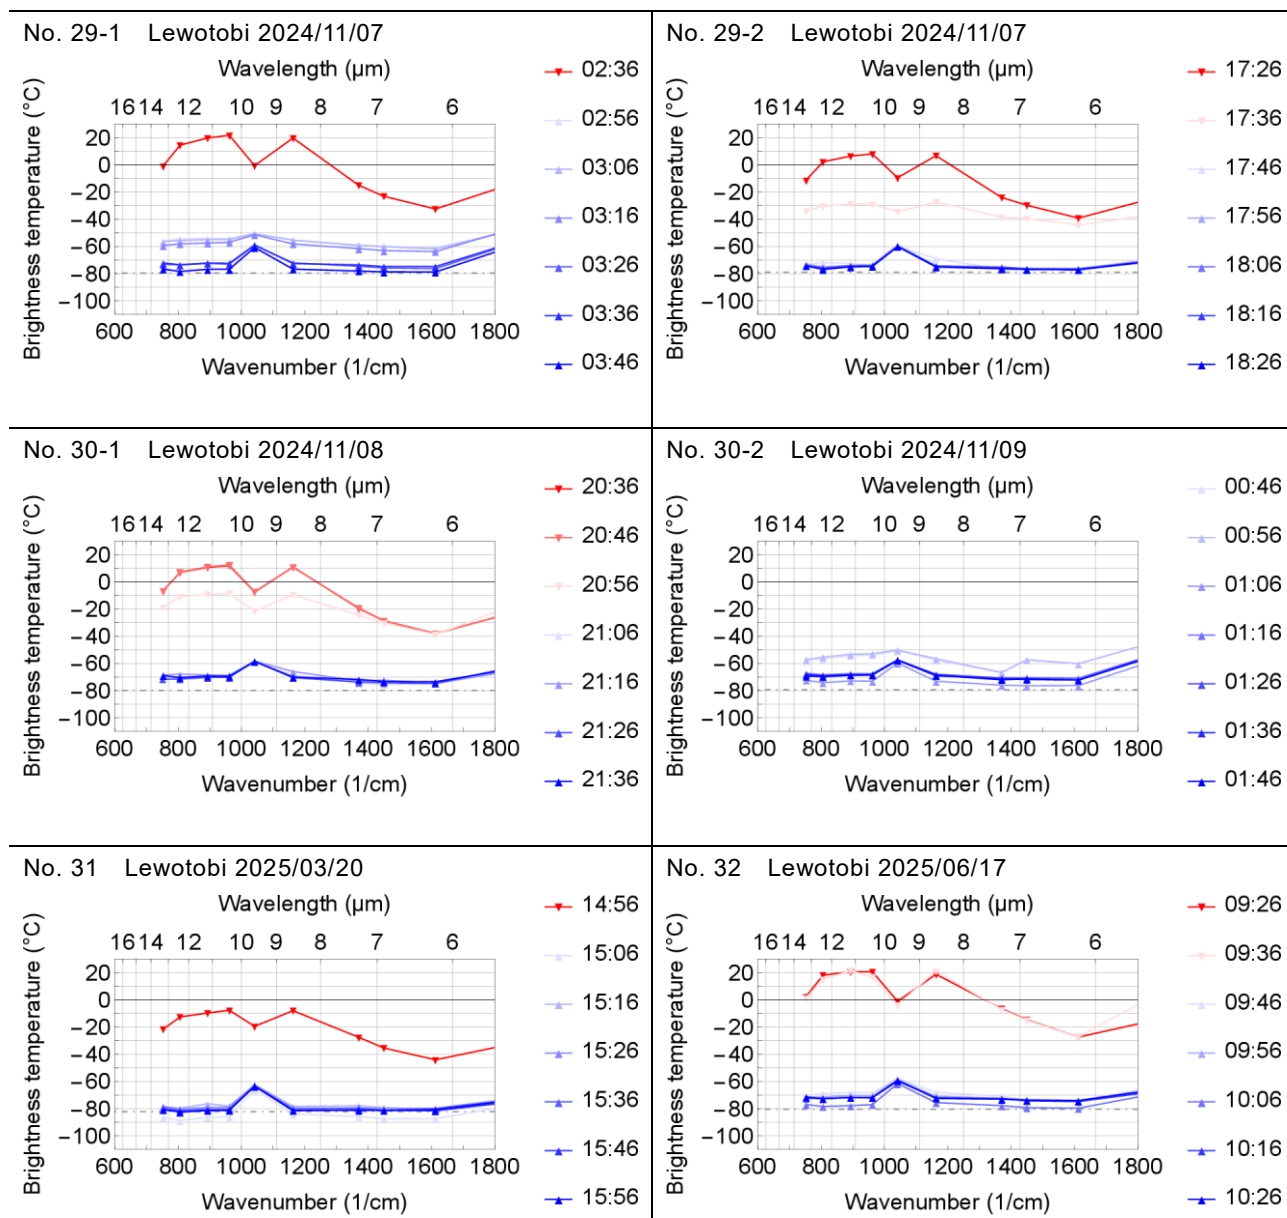 No. 29-1 Lewotobi 2024/11/07
Wavelength (µm)
16 14 12 10 9 8 7 6
Brightness temperature (°C)
20
0
−20
−40
−60
−80
−100
600 800 1000 1200 1400 1600 1800
Wavenumber (1/cm)
02:36
02:56
03:06
03:16
03:26
03:36
03:46
No. 29-2 Lewotobi 2024/11/07
Wavelength (µm)
16 14 12 10 9 8 7 6
Brightness temperature (°C)
20
0
−20
−40
−60
−80
−100
600 800 1000 1200 1400 1600 1800
Wavenumber (1/cm)
17:26
17:36
17:46
17:56
18:06
18:16
18:26
No. 30-1 Lewotobi 2024/11/08
Wavelength (µm)
16 14 12 10 9 8 7 6
Brightness temperature (°C)
20
0
−20
−40
−60
−80
−100
600 800 1000 1200 1400 1600 1800
Wavenumber (1/cm)
20:36
20:46
20:56
21:06
21:16
21:26
21:36
No. 30-2 Lewotobi 2024/11/09
Wavelength (µm)
16 14 12 10 9 8 7 6
Brightness temperature (°C)
20
0
−20
−40
−60
−80
−100
600 800 1000 1200 1400 1600 1800
Wavenumber (1/cm)
00:46
00:56
01:06
01:16
01:26
01:36
01:46
No. 31 Lewotobi 2025/03/20
Wavelength (µm)
16 14 12 10 9 8 7 6
Brightness temperature (°C)
20
0
−20
−40
−60
−80
−100
600 800 1000 1200 1400 1600 1800
Wavenumber (1/cm)
14:56
15:06
15:16
15:26
15:36
15:46
15:56
No. 32 Lewotobi 2025/06/17
Wavelength (µm)
16 14 12 10 9 8 7 6
Brightness temperature (°C)
20
0
−20
−40
−60
−80
−100
600 800 1000 1200 1400 1600 1800
Wavenumber (1/cm)
09:26
09:36
09:46
09:56
10:06
10:16
10:26